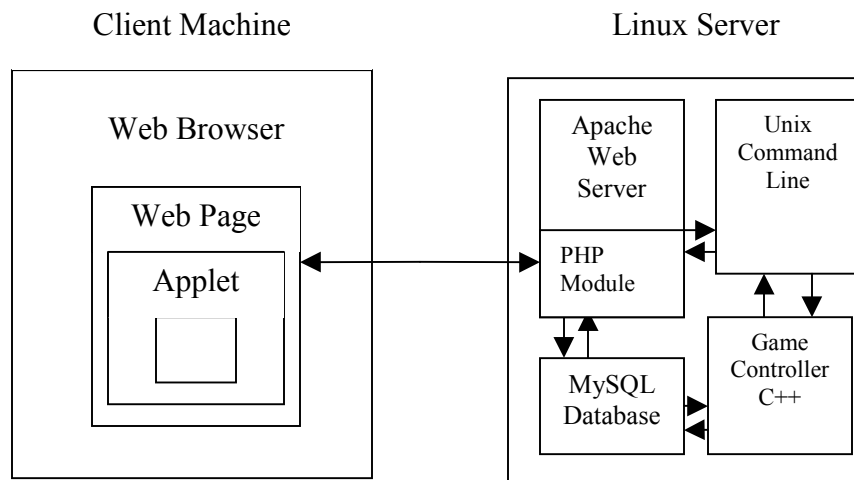 Client Machine
Linux Server
Web Browser
Web Page
Applet
Apache
Web
Server
PHP
Module
Unix
Command
Line
MySQL
Database
Game
Controller
C++